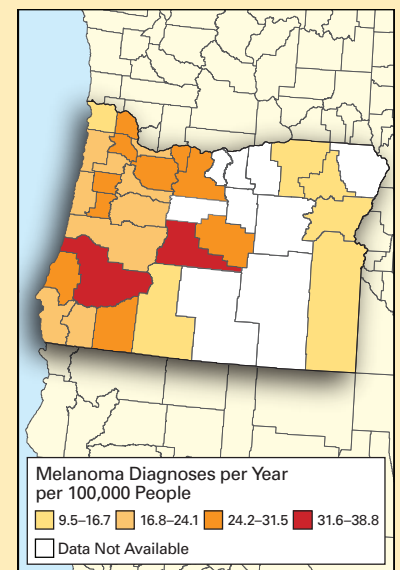 Melanoma Diagnoses per Year
per 100,000 People
9.5–16.7 16.8–24.1 24.2–31.5 31.6–38.8
Data Not Available